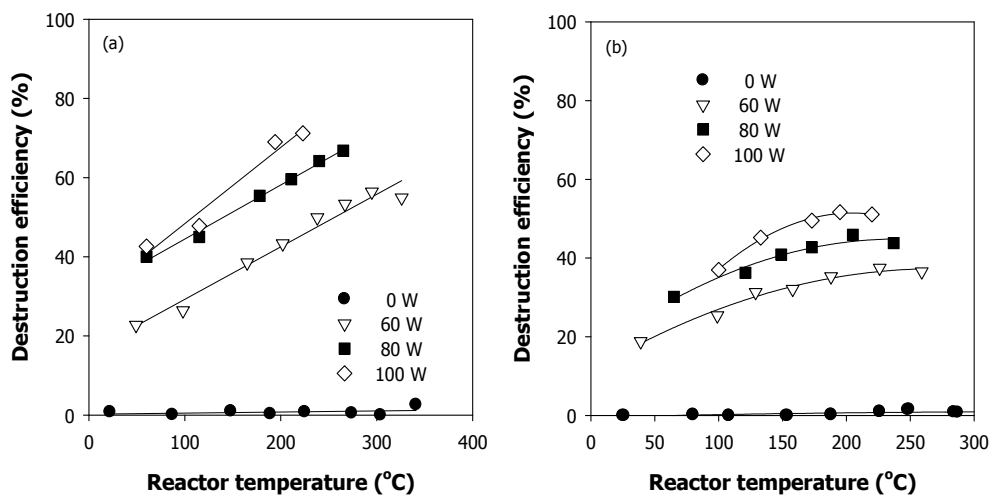 (a)
Destruction efficiency (%)
100
80
60
40
20
0
0 W
60 W
80 W
100 W
0 100 200 300 400
Reactor temperature (°C)
(b)
Destruction efficiency (%)
100
80
60
40
20
0
0 W
60 W
80 W
100 W
0 50 100 150 200 250 300
Reactor temperature (°C)